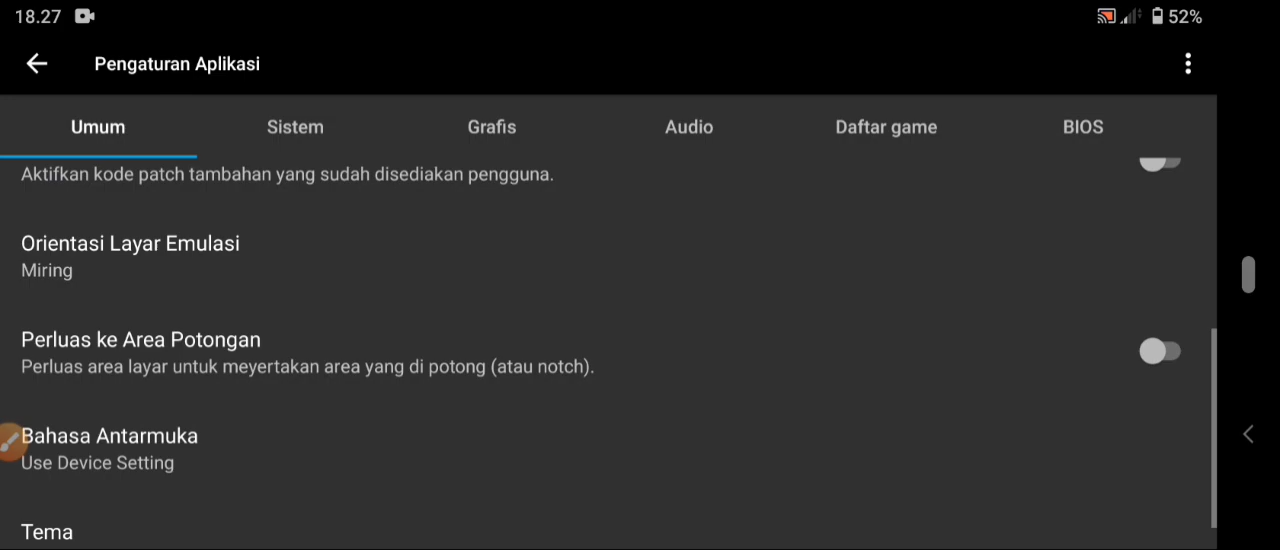 18.27
52%
Pengaturan Aplikasi
Umum Sistem Grafis Audio Daftar game BIOS
Aktifkan kode patch tambahan yang sudah disediakan pengguna.
Orientasi Layar Emulasi
Miring
Perluas ke Area Potongan
Perluas area layar untuk meyertakan area yang di potong (atau notch).
Bahasa Antarmuka
Use Device Setting
Tema